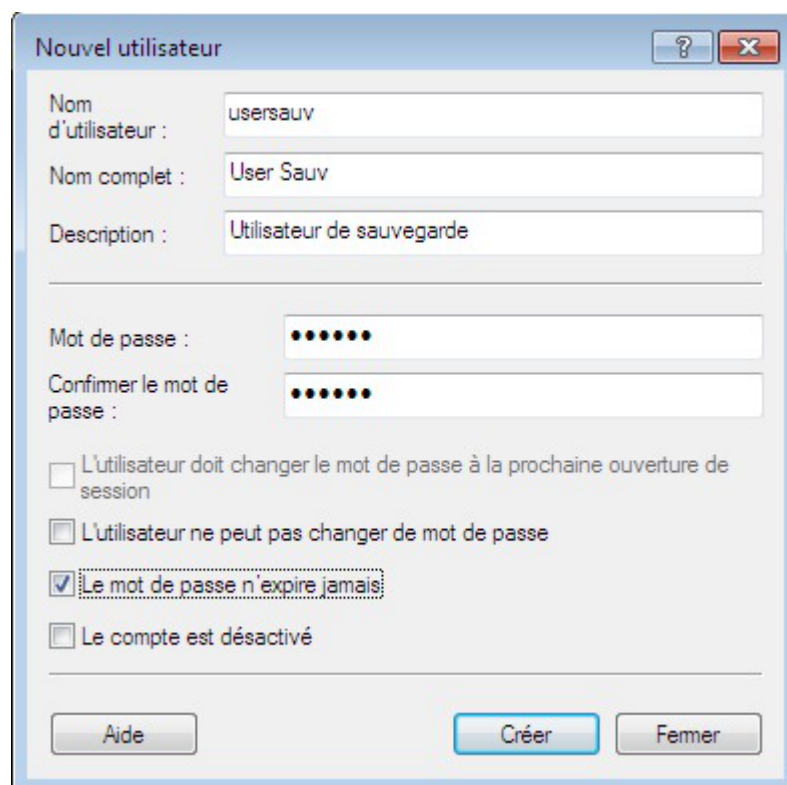 Nouvel utilisateur
Nom
d'utilisateur :
usersauv
Nom complet :
User Sauv
Description :
Utilisateur de sauvegarde
Mot de passe :
●●●●●●
Confirmer le mot de
passe :
●●●●●●
L'utilisateur doit changer le mot de passe à la prochaine ouverture de
session
L'utilisateur ne peut pas changer de mot de passe
Le mot de passe n'expire jamais
Le compte est désactivé
Aide
Créer
Fermer